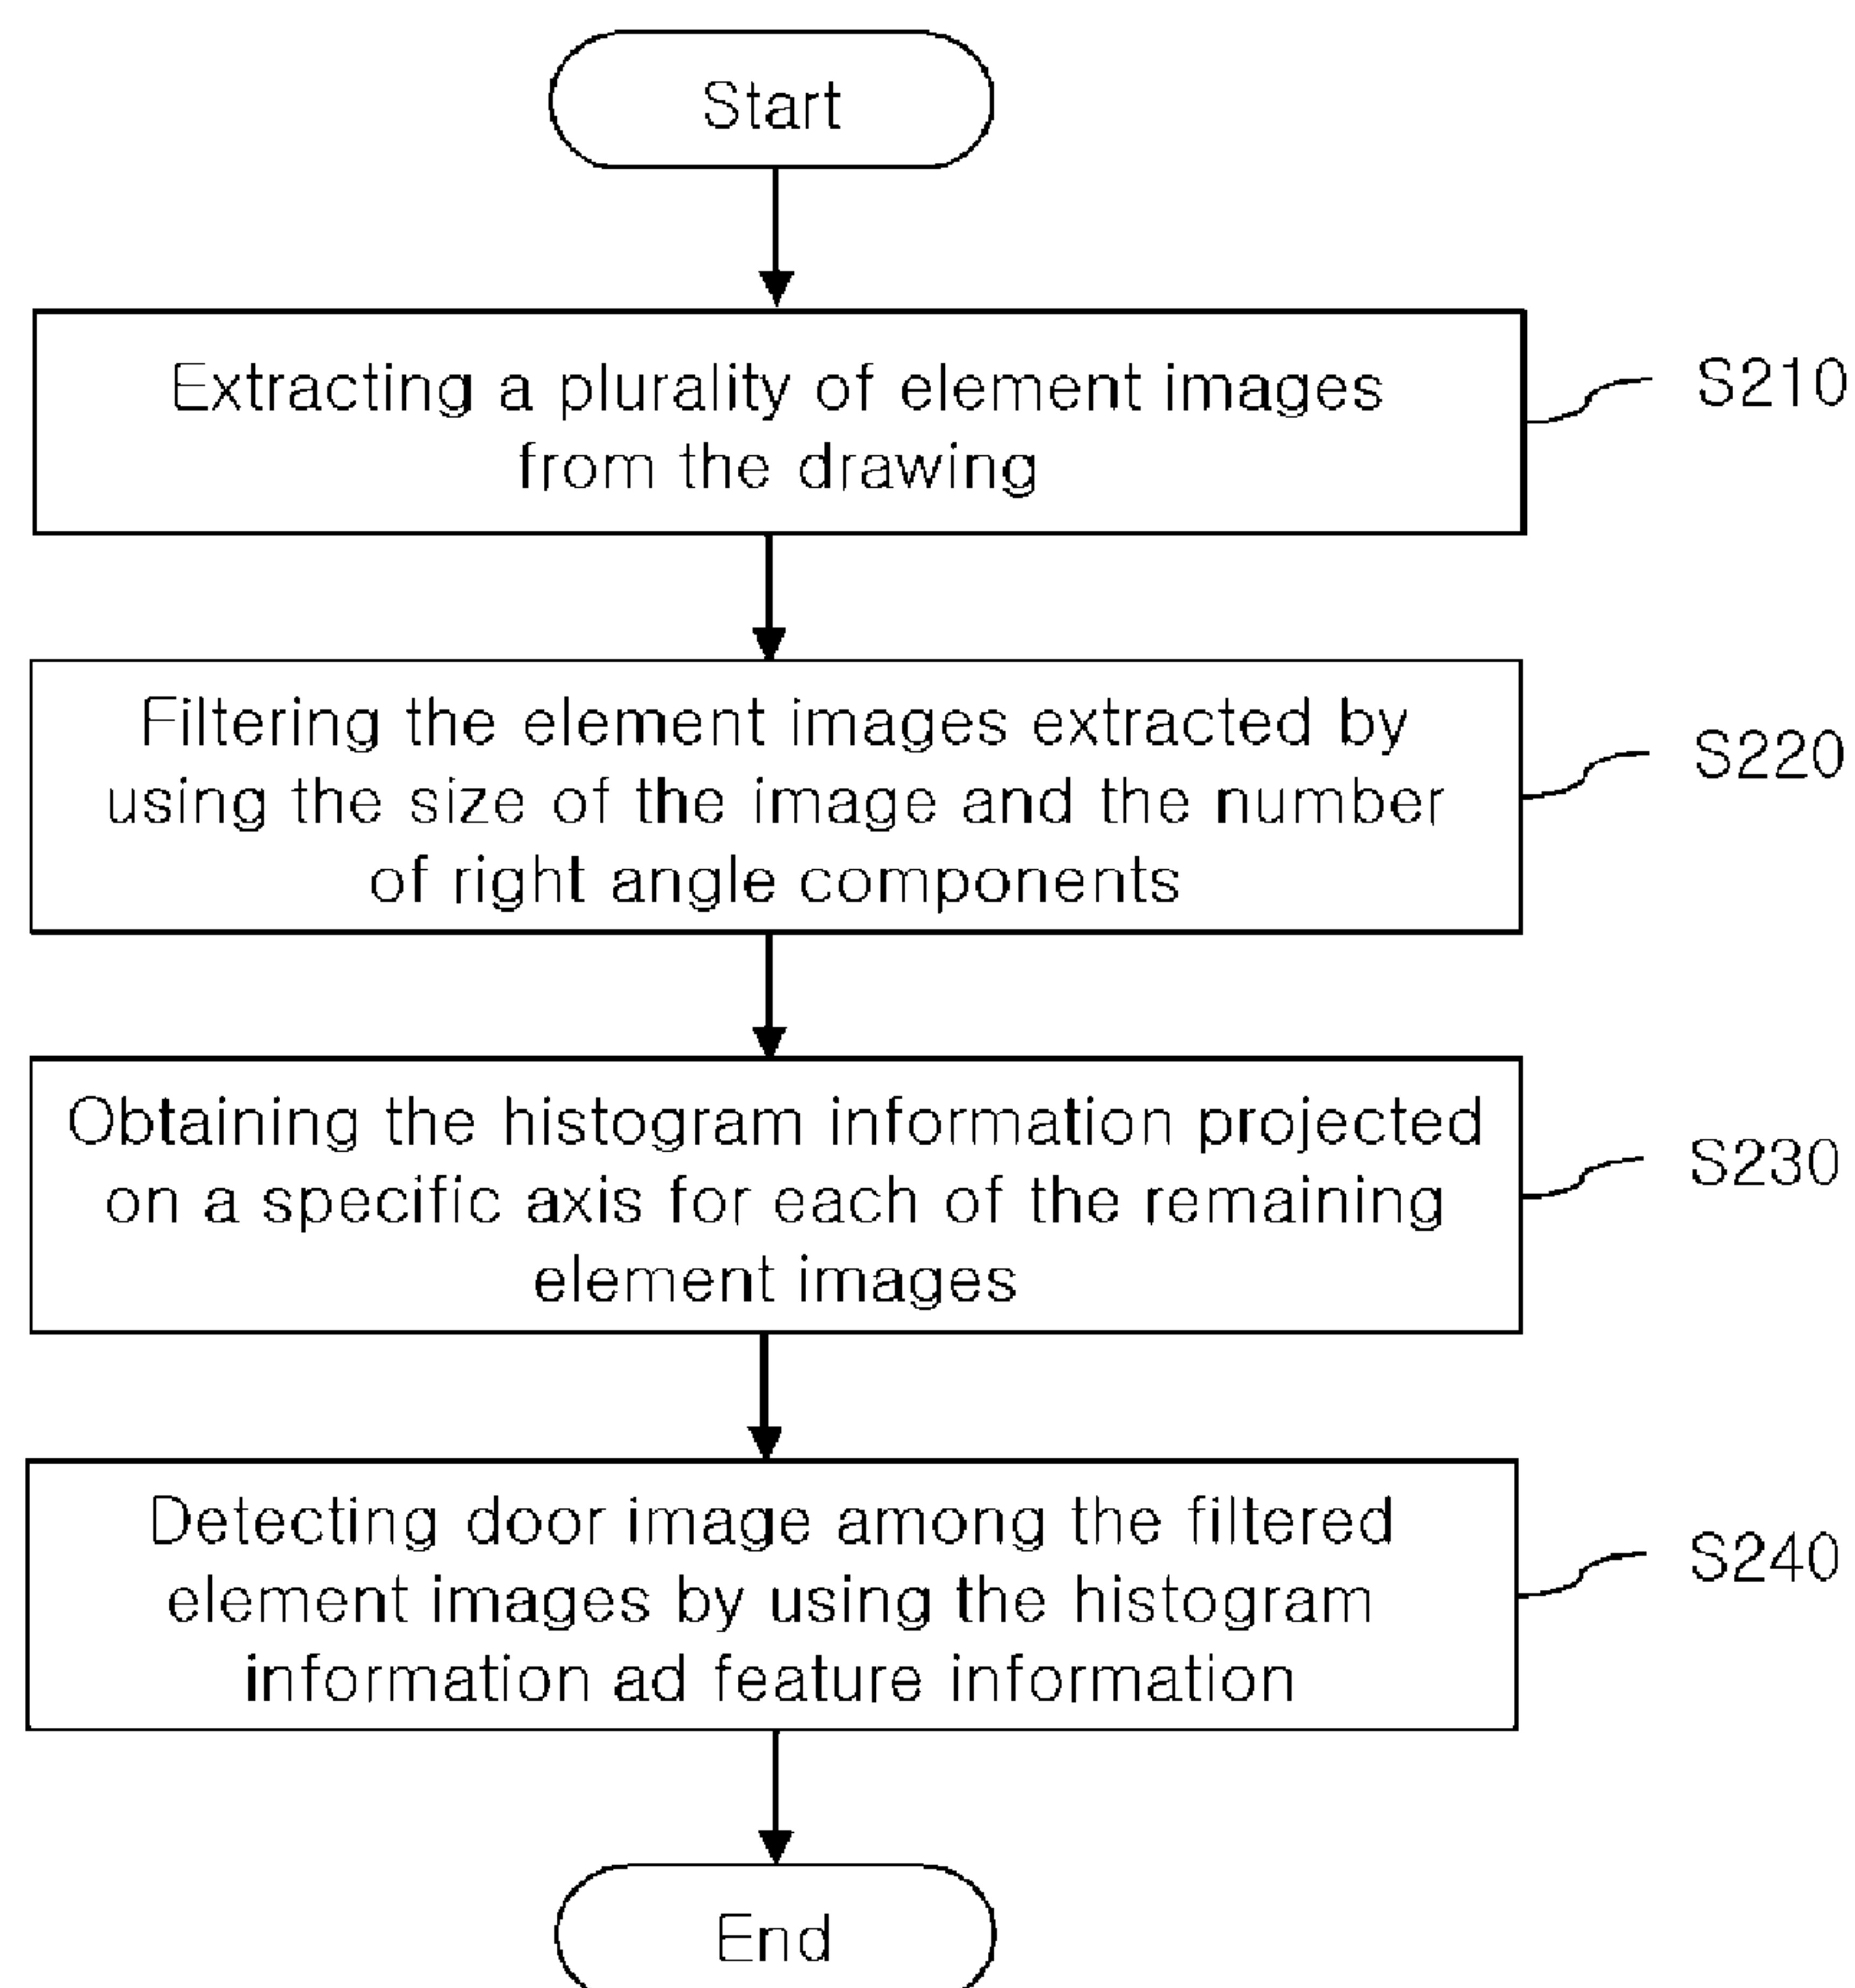 Start
Extracting a plurality of element images
from the drawing
S210
Filtering the element images extracted by
using the size of the image and the number
of right angle components
S220
Obtaining the histogram information projected
on a specific axis for each of the remaining
element images
S230
Detecting door image among the filtered
element images by using the histogram
information ad feature information
S240
End